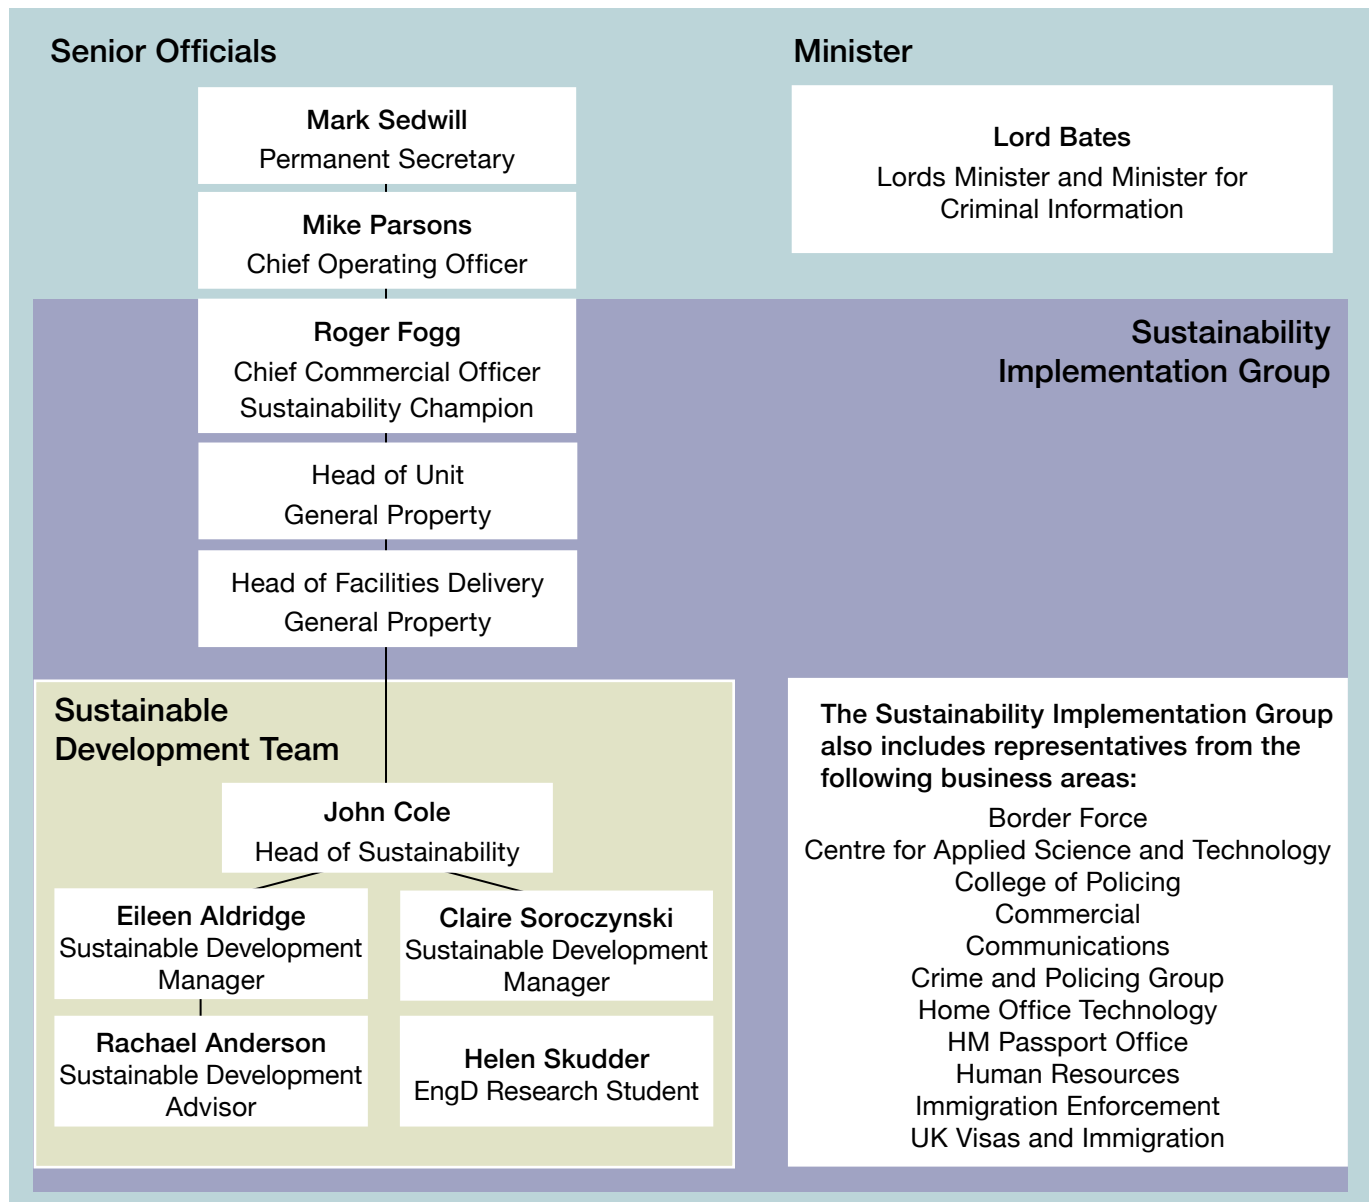 Senior Officials
Minister
Mark Sedwill
Permanent Secretary
Lord Bates
Lords Minister and Minister for
Criminal Information
Mike Parsons
Chief Operating Officer
Roger Fogg
Chief Commercial Officer
Sustainability Champion
Sustainability
Implementation Group
Head of Unit
General Property
Head of Facilities Delivery
General Property
Sustainable
Development Team
John Cole
Head of Sustainability
Eileen Aldridge
Sustainable Development
Manager
Claire Soroczynski
Sustainable Development
Manager
Rachael Anderson
Sustainable Development
Advisor
Helen Skudder
EngD Research Student
The Sustainability Implementation Group
also includes representatives from the
following business areas:
Border Force
Centre for Applied Science and Technology
College of Policing
Commercial
Communications
Crime and Policing Group
Home Office Technology
HM Passport Office
Human Resources
Immigration Enforcement
UK Visas and Immigration